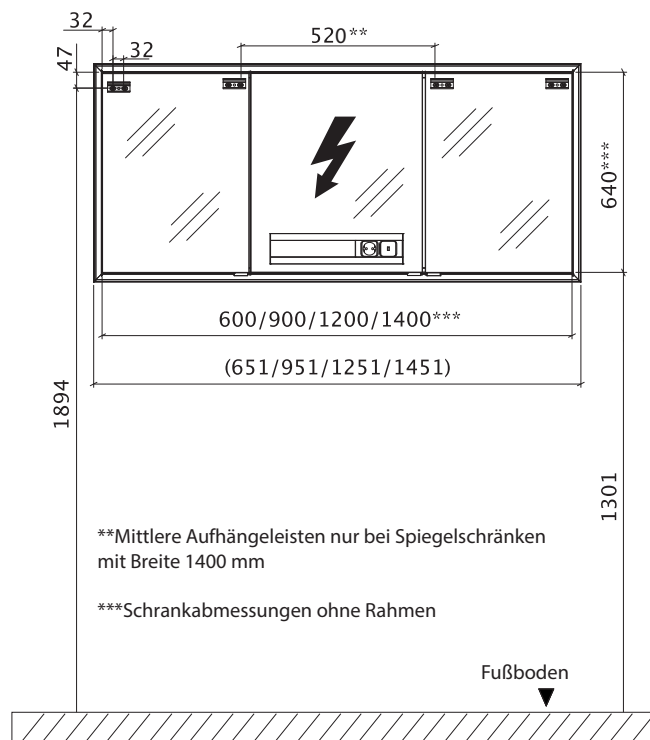 32
520**
32
47
640***
600/900/1200/1400***
(651/951/1251/1451)
1894
1301
**Mittlere Aufhängeleisten nur bei Spiegelschränken
mit Breite 1400 mm
***Schrankabmessungen ohne Rahmen
Fußboden